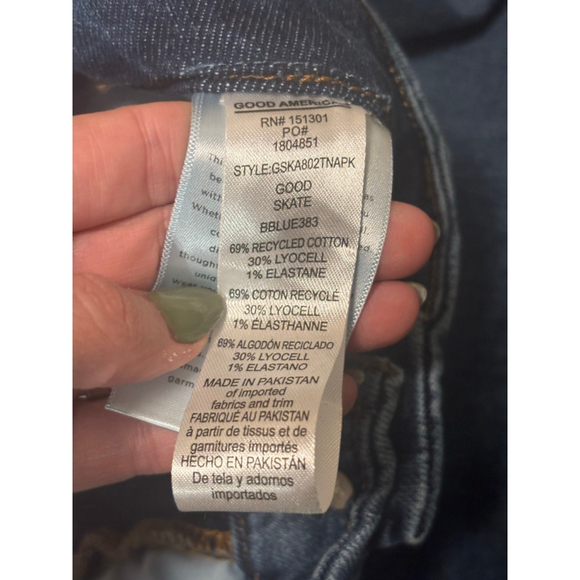 GOOD AMERICAN
RN# 151301
PO#
1804851
STYLE:GSKA802TNAPK
GOOD
SKATE
BBLUE383
69% RECYCLED COTTON
30% LYOCELL
1% ELASTANE
69% COTON RECYCLÉ
30% LYOCELL
1% ÉLASTHANNE
69% ALGODÓN RECICLADO
30% LYOCELL
1% ELASTANO
MADE IN PAKISTAN
of imported
fabrics and trim
FABRIQUÉ AU PAKISTAN
à partir de tissus et de
garnitures importés
HECHO EN PAKISTÁN
De tela y adornos
importados